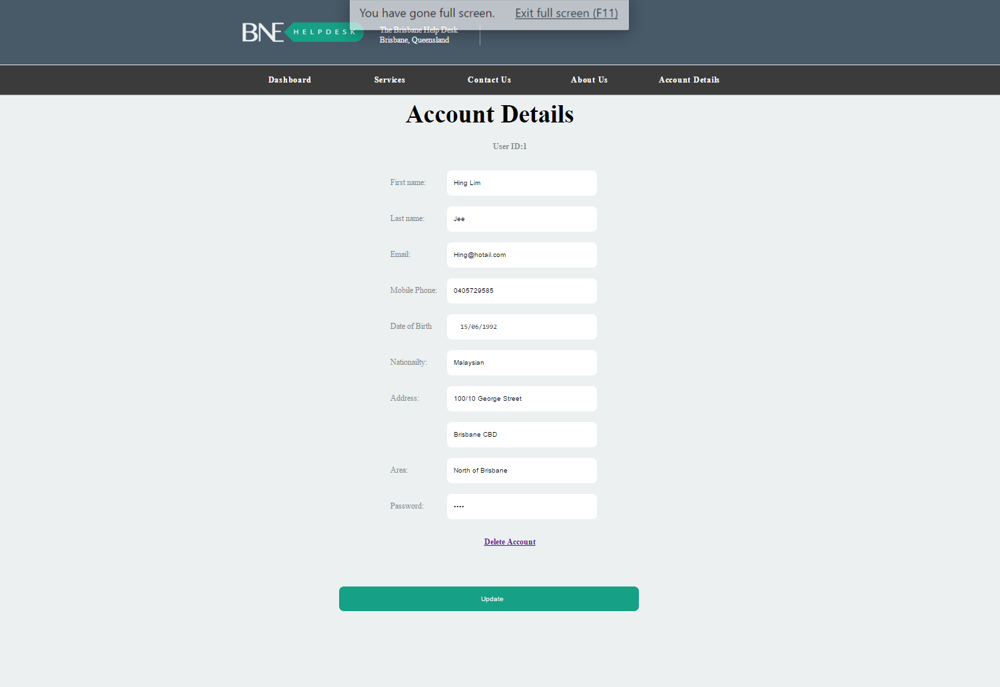 You have gone full screen. Exit full screen (F11)
BNE HELPDESK
The Brisbane Help Desk
Brisbane, Queensland
Dashboard Services Contact Us About Us Account Details
Account Details
User ID:1
First name: Hing Lim
Last name: Jee
Email: Hing@hotail.com
Mobile Phone: 0405729585
Date of Birth 15/06/1992
Nationailty: Malaysian
Address: 100/10 George Street
Brisbane CBD
Area: North of Brisbane
Password: ••••
Delete Account
Update